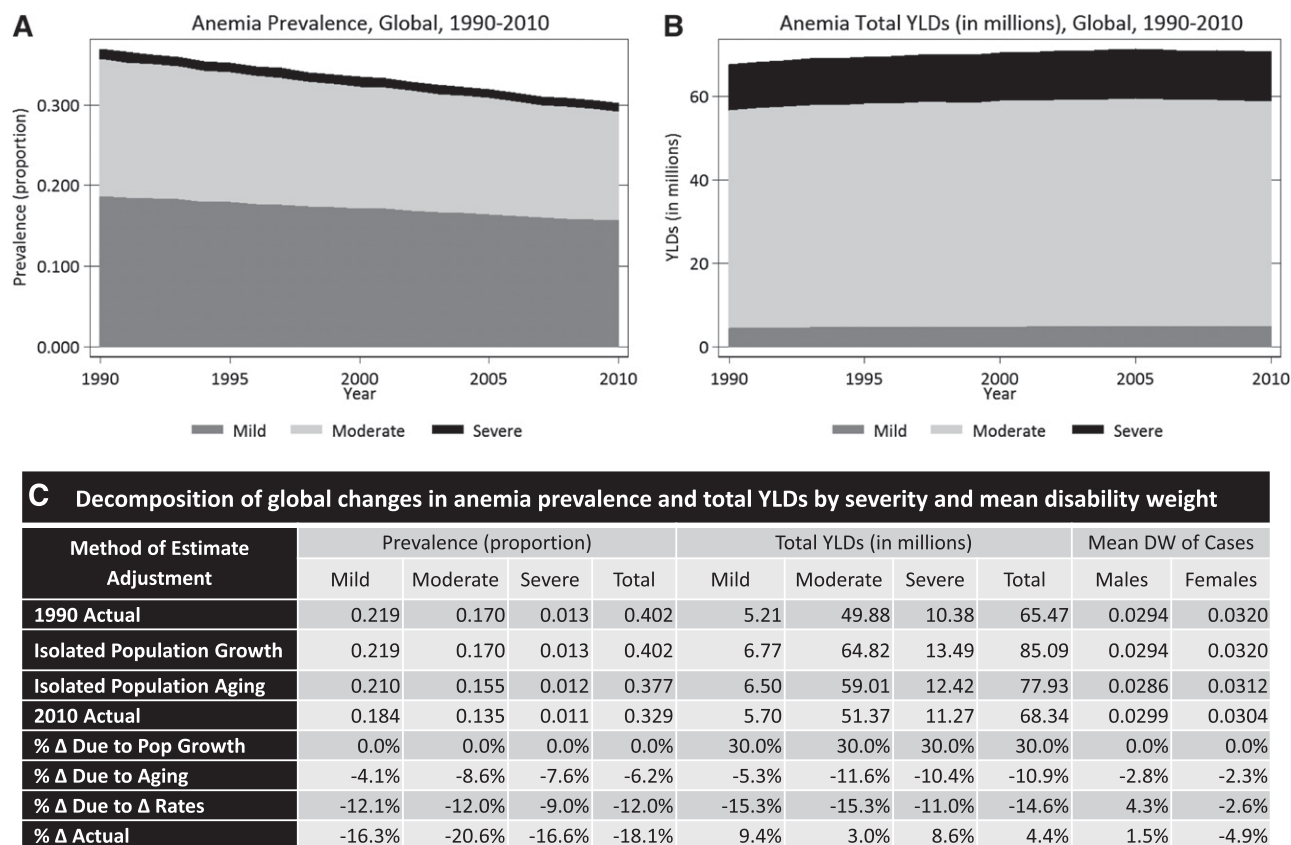 A Anemia Prevalence, Global, 1990-2010
Prevalence (proportion)
0.300
0.200
0.100
0.000
1990 1995 2000 2005 2010
Year
Mild Moderate Severe
B Anemia Total YLDs (in millions), Global, 1990-2010
YLDs (in millions)
60
40
20
0
1990 1995 2000 2005 2010
Year
Mild Moderate Severe
C Decomposition of global changes in anemia prevalence and total YLDs by severity and mean disability weight
Method of Estimate Adjustment Prevalence (proportion) Total YLDs (in millions) Mean DW of Cases
Mild Moderate Severe Total Mild Moderate Severe Total Males Females
1990 Actual 0.219 0.170 0.013 0.402 5.21 49.88 10.38 65.47 0.0294 0.0320
Isolated Population Growth 0.219 0.170 0.013 0.402 6.77 64.82 13.49 85.09 0.0294 0.0320
Isolated Population Aging 0.210 0.155 0.012 0.377 6.50 59.01 12.42 77.93 0.0286 0.0312
2010 Actual 0.184 0.135 0.011 0.329 5.70 51.37 11.27 68.34 0.0299 0.0304
% Δ Due to Pop Growth 0.0% 0.0% 0.0% 0.0% 30.0% 30.0% 30.0% 30.0% 0.0% 0.0%
% Δ Due to Aging -4.1% -8.6% -7.6% -6.2% -5.3% -11.6% -10.4% -10.9% -2.8% -2.3%
% Δ Due to Δ Rates -12.1% -12.0% -9.0% -12.0% -15.3% -15.3% -11.0% -14.6% 4.3% -2.6%
% Δ Actual -16.3% -20.6% -16.6% -18.1% 9.4% 3.0% 8.6% 4.4% 1.5% -4.9%